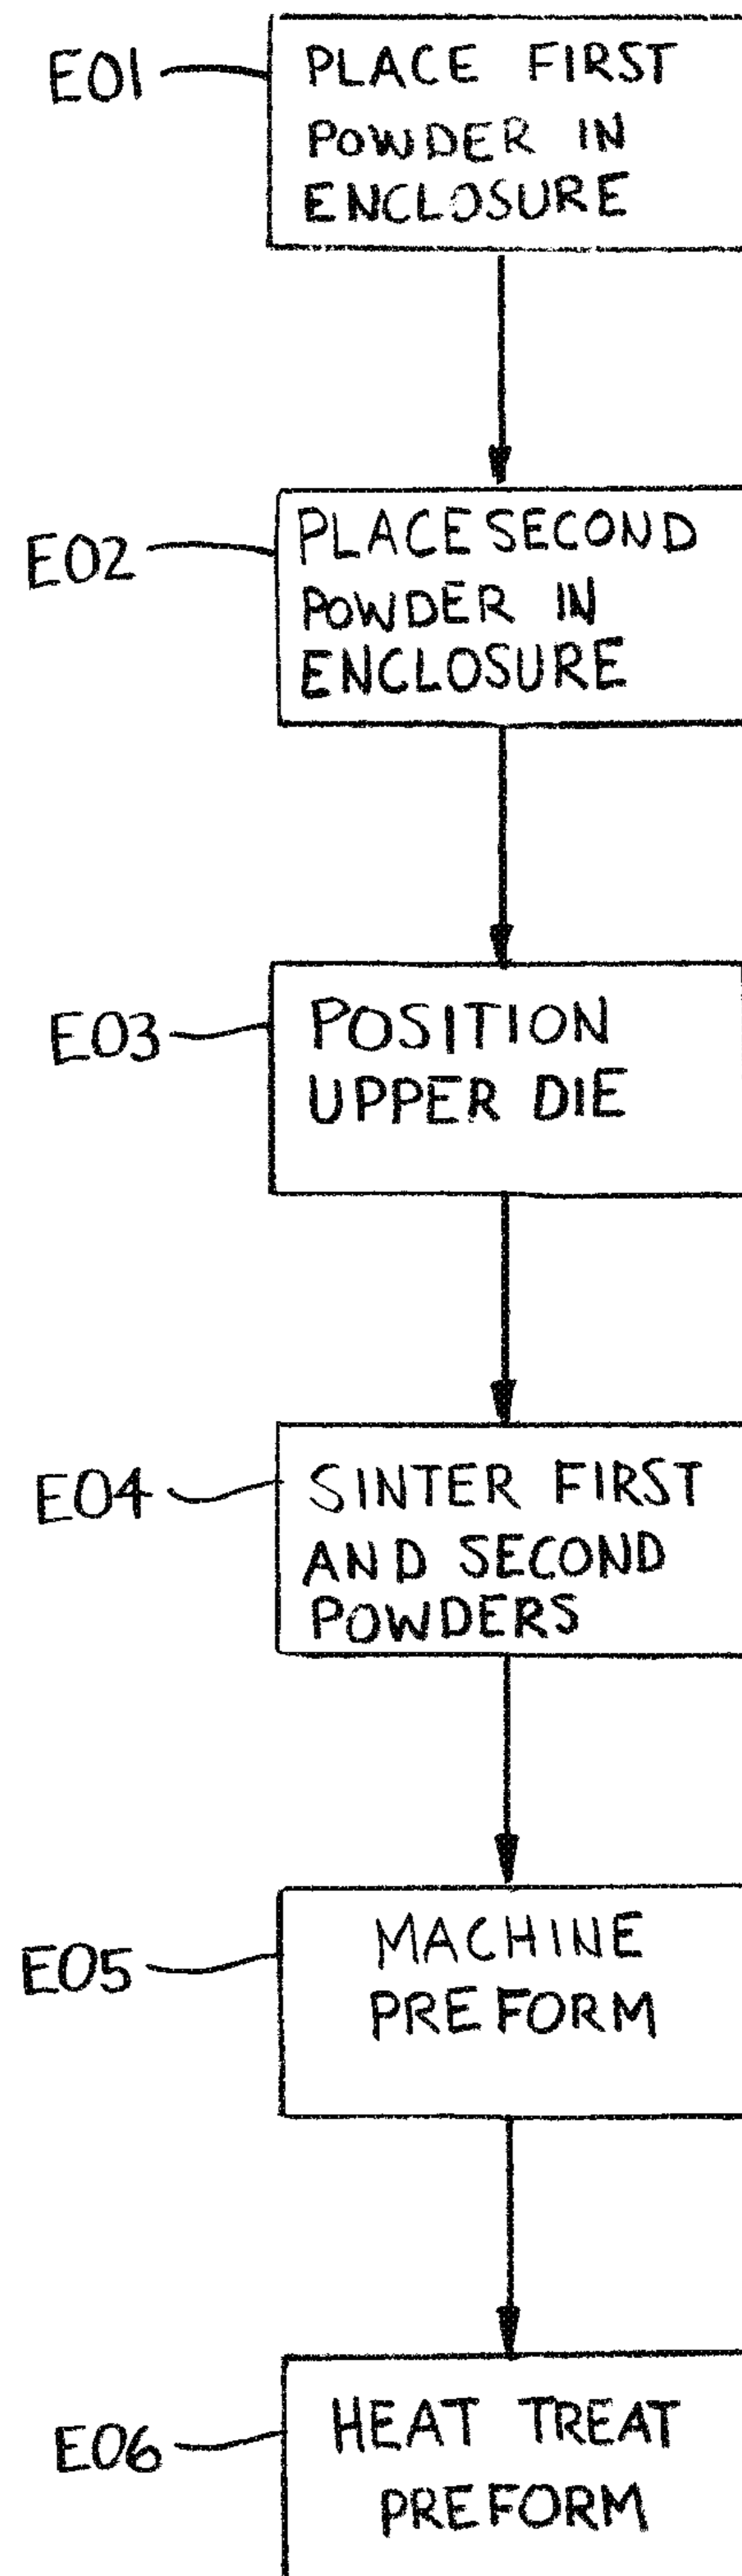 E01
PLACE FIRST
POWDER IN
ENCLOSURE
E02
PLACE SECOND
POWDER IN
ENCLOSURE
E03
POSITION
UPPER DIE
E04
SINTER FIRST
AND SECOND
POWDERS
E05
MACHINE
PREFORM
E06
HEAT TREAT
PREFORM